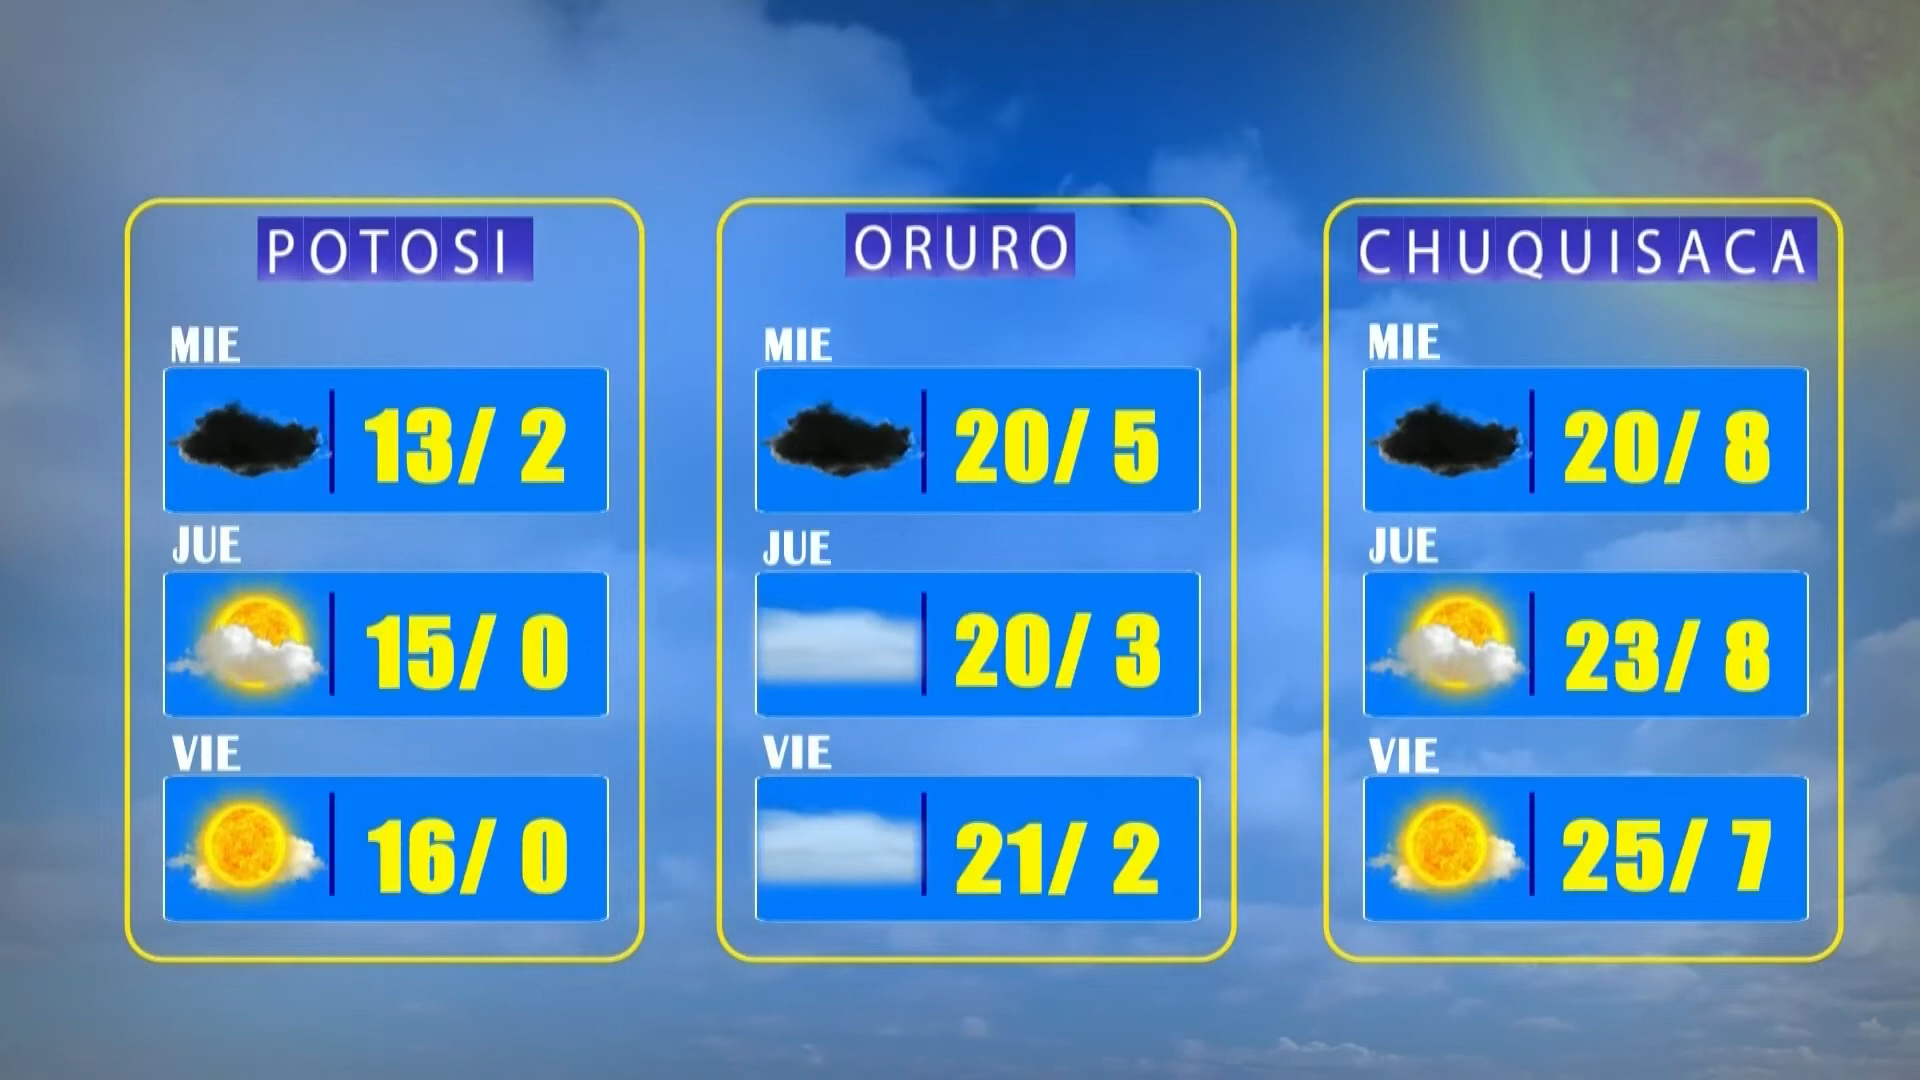 POTOSI
MIE
13/ 2
JUE
15/ 0
VIE
16/ 0
ORURO
MIE
20/ 5
JUE
20/ 3
VIE
21/ 2
CHUQUISACA
MIE
20/ 8
JUE
23/ 8
VIE
25/ 7